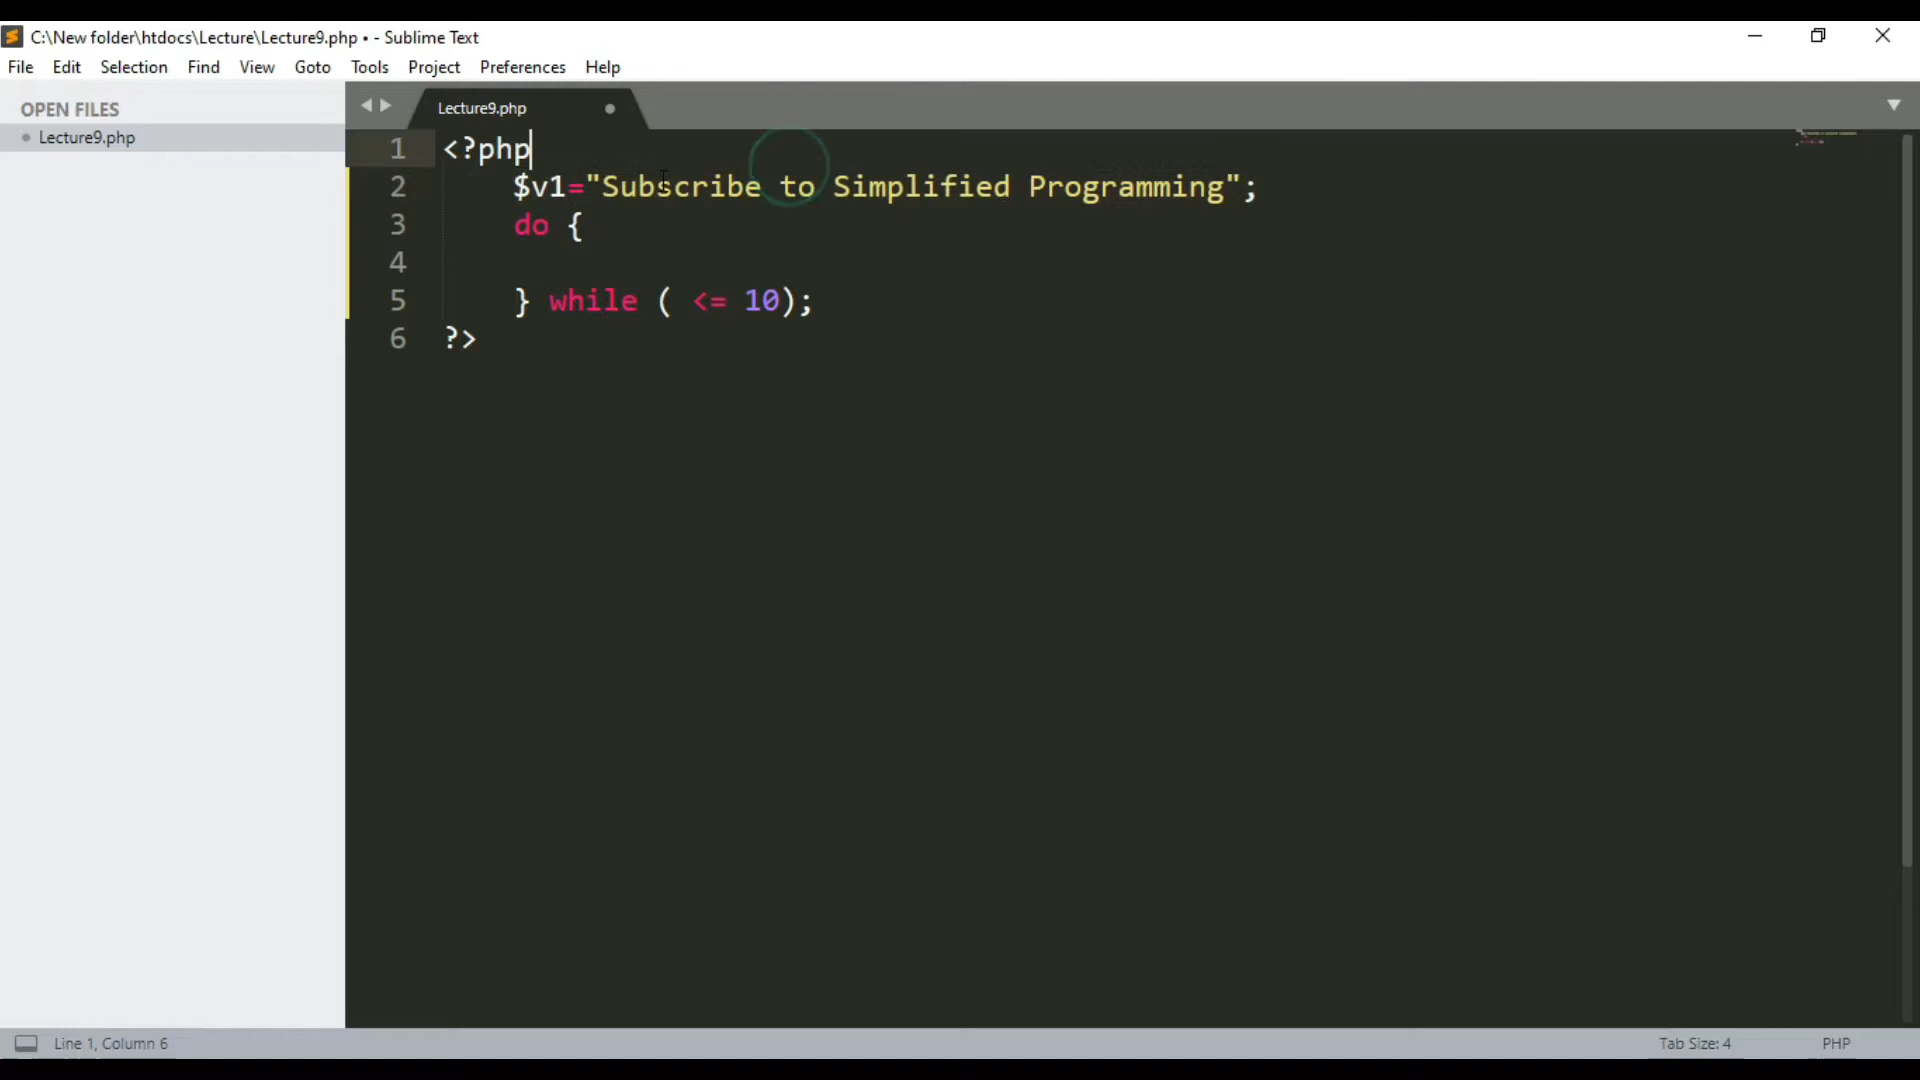 C:\New folder\htdocs\Lecture\Lecture9.php • - Sublime Text
File Edit Selection Find View Goto Tools Project Preferences Help
OPEN FILES
Lecture9.php
Lecture9.php
1 <?php
2 $v1="Subscribe to Simplified Programming";
3 do {
4
5 } while ( <= 10);
6 ?>
Line 1, Column 6
Tab Size: 4
PHP